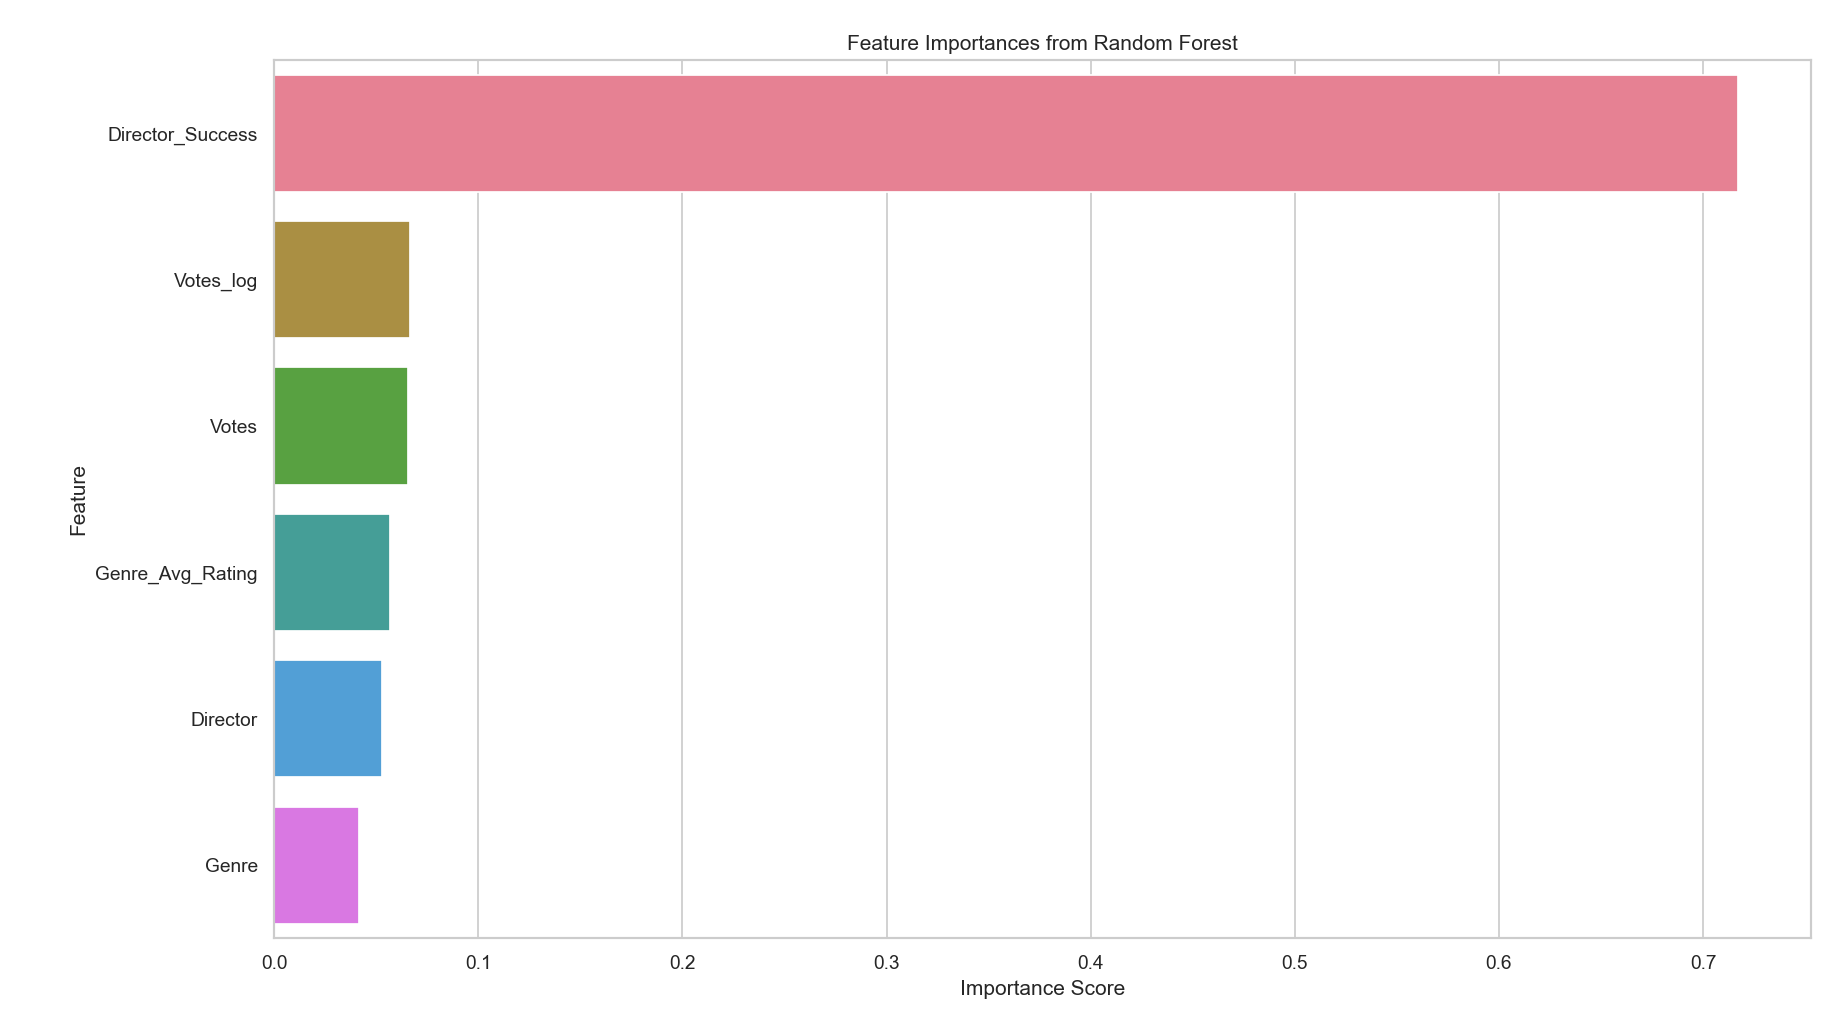 Feature Importances from Random Forest
Director_Success
Votes_log
Votes
Genre_Avg_Rating
Director
Genre
Feature
0.0 0.1 0.2 0.3 0.4 0.5 0.6 0.7
Importance Score